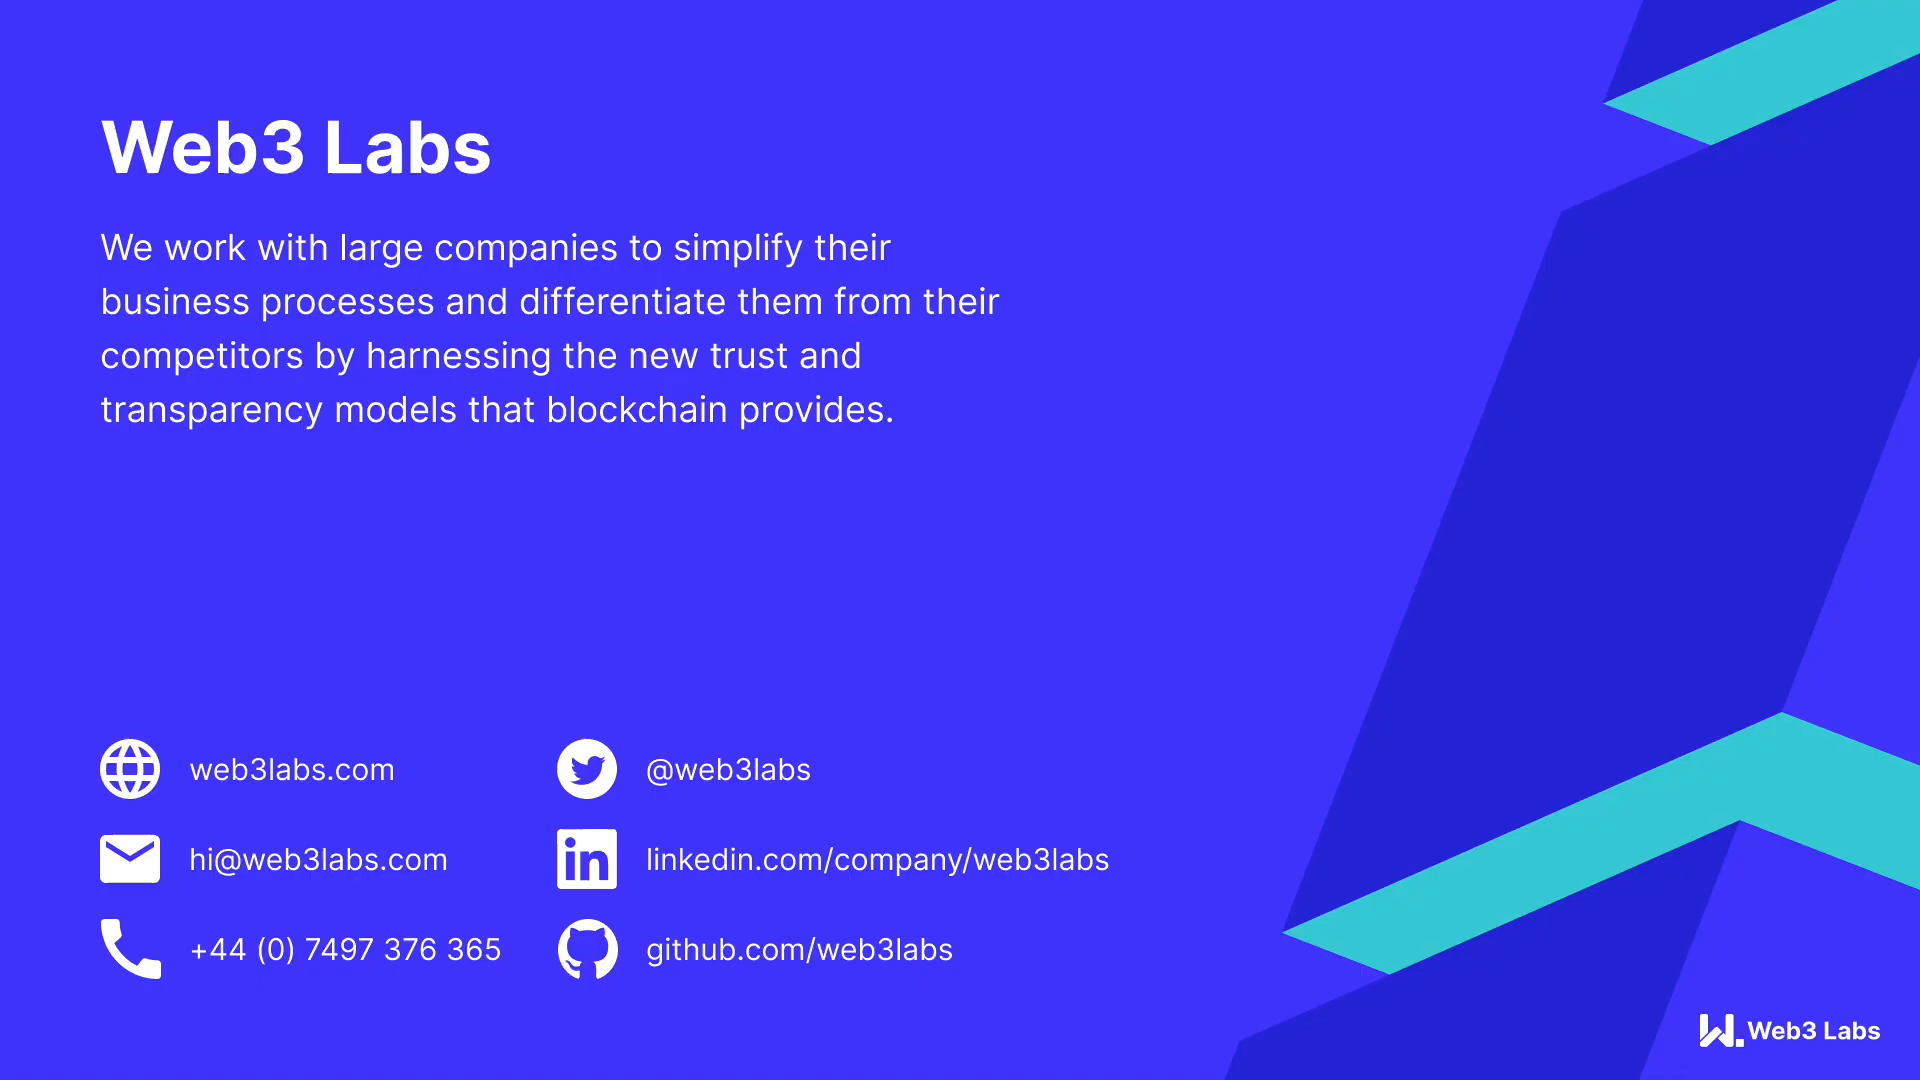 Web3 Labs
We work with large companies to simplify their
business processes and differentiate them from their
competitors by harnessing the new trust and
transparency models that blockchain provides.
web3labs.com
hi@web3labs.com
+44 (0) 7497 376 365
@web3labs
linkedin.com/company/web3labs
github.com/web3labs
Web3 Labs